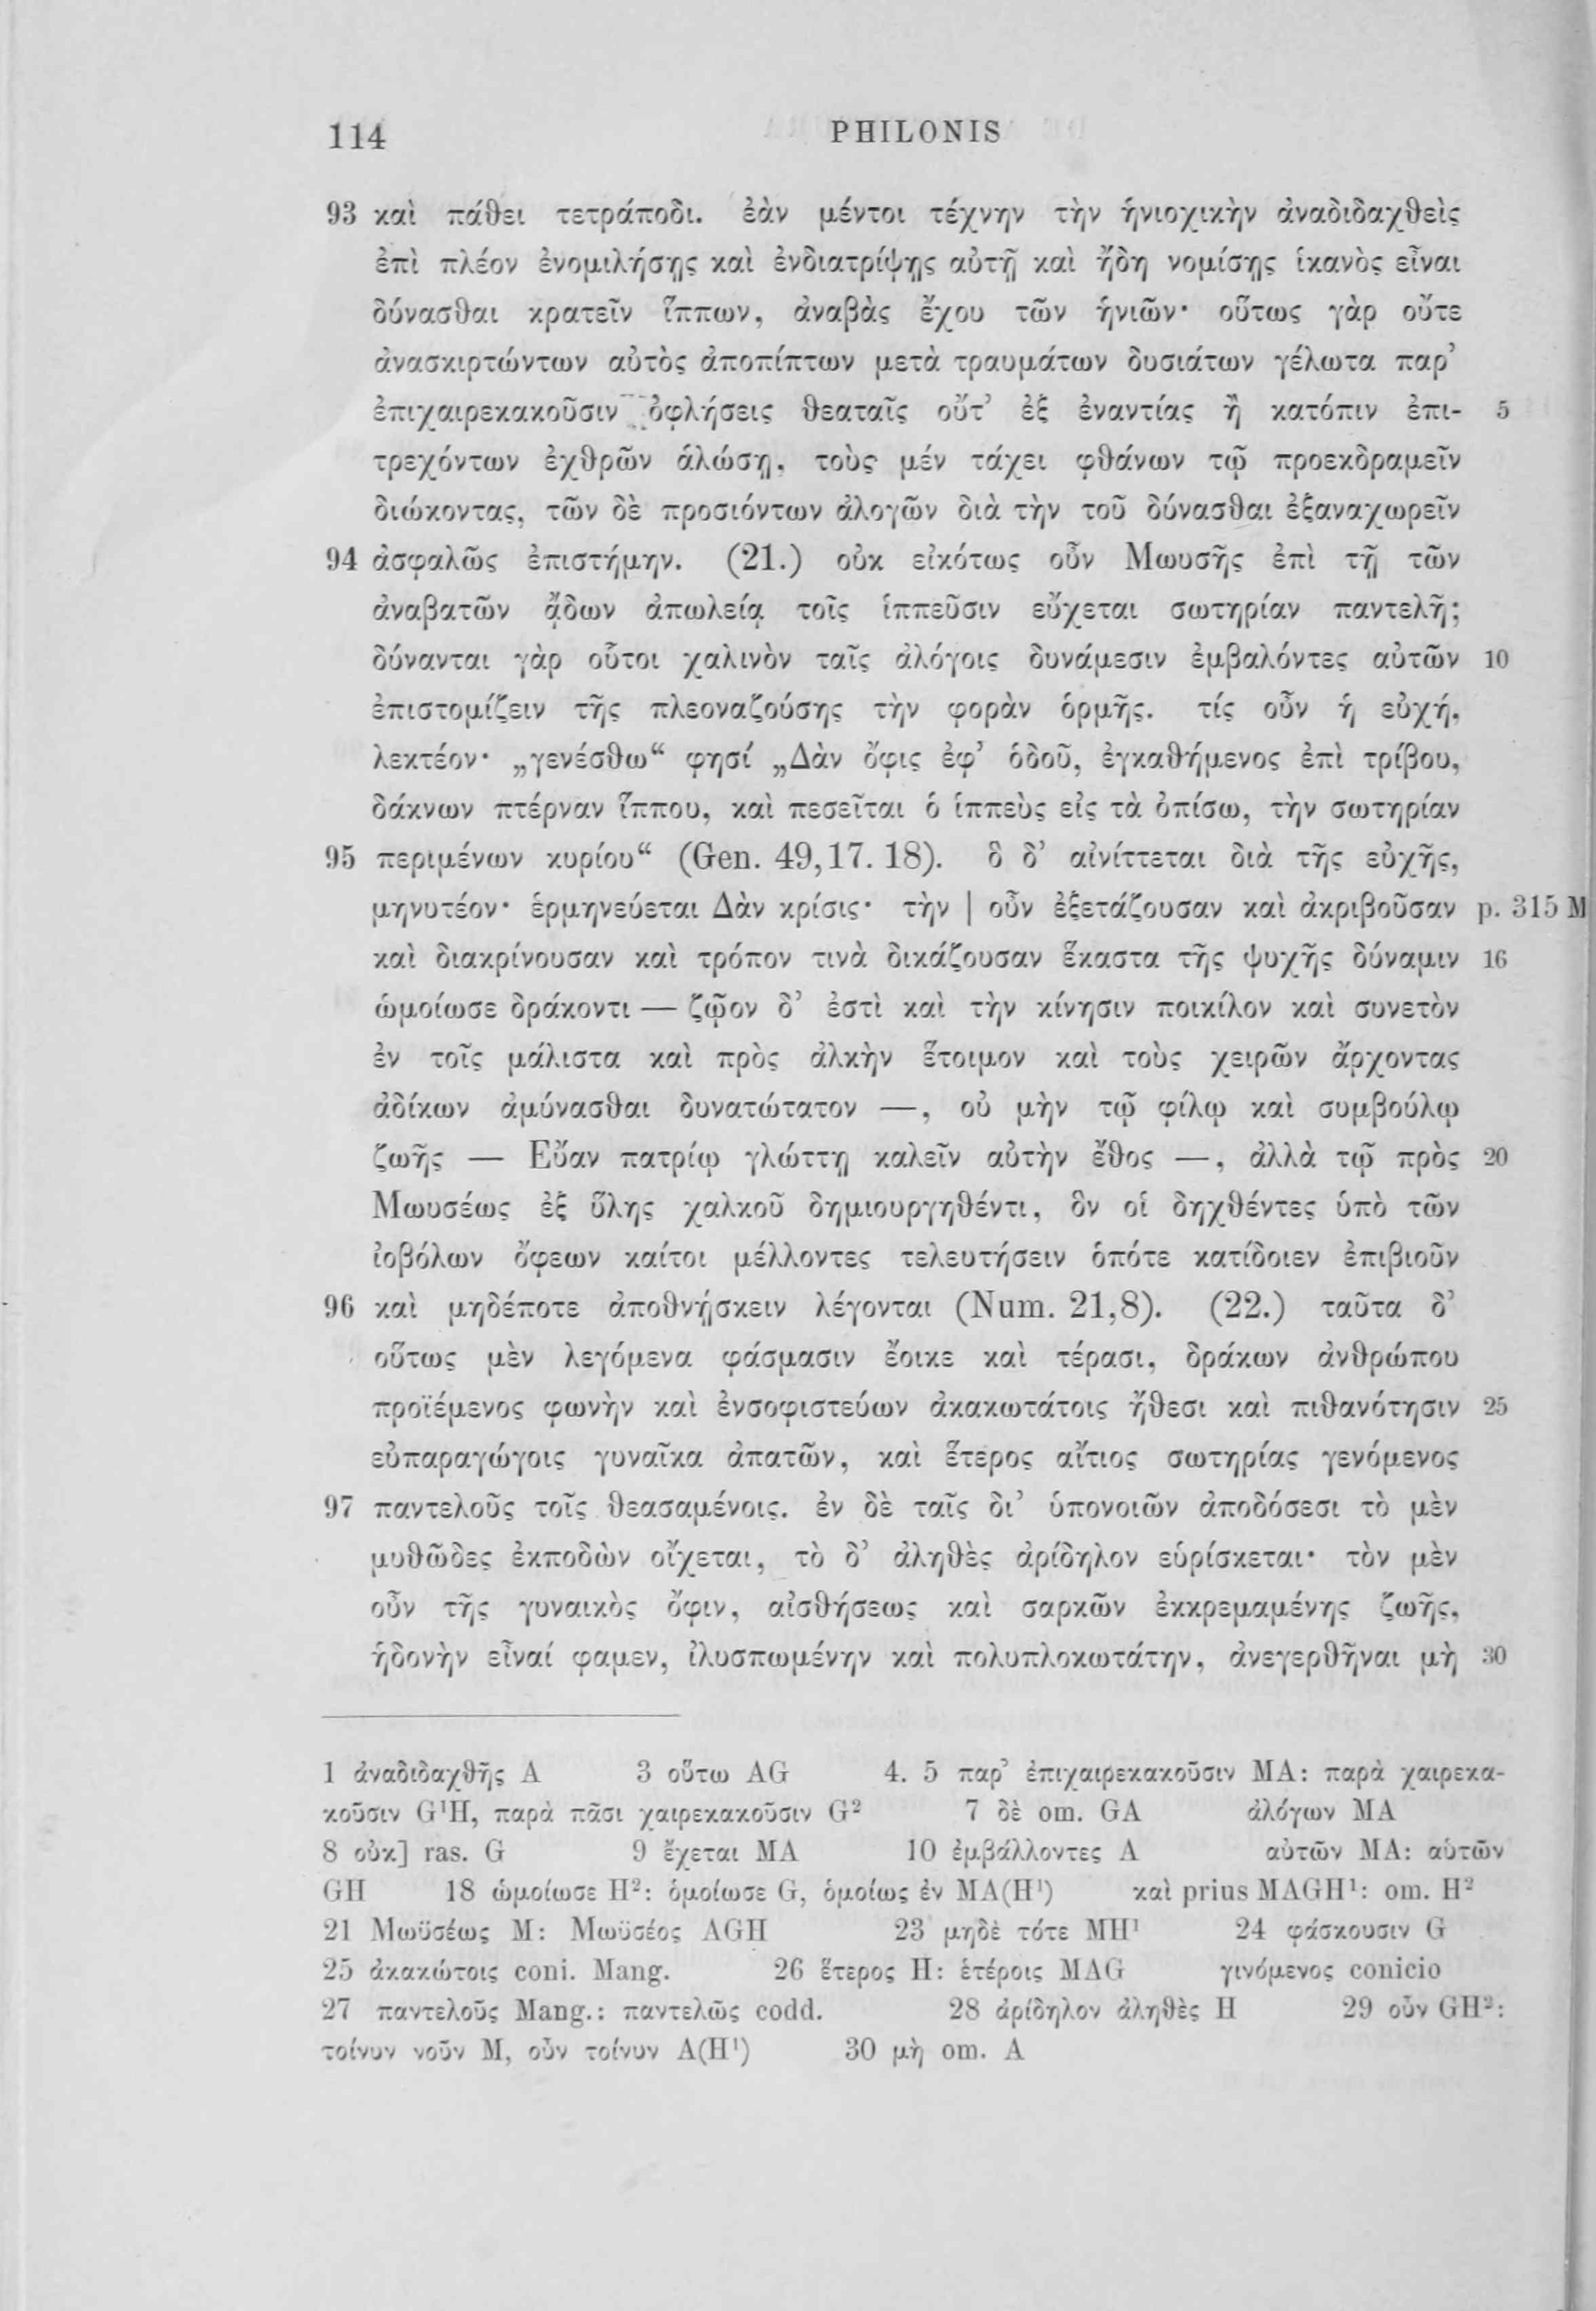 114 PHILONIS
93 καὶ πάθει τετράποδι. ἐὰν μέντοι τέχνην τὴν ἡνιοχικὴν ἀναδιδαχθεὶς
ἐπὶ πλέον ἐνομιλήσῃς καὶ ἐνδιατρίψῃς αὐτῇ καὶ ἤδη νομίσῃς ἱκανὸς εἶναι
δύνασθαι κρατεῖν ἵππων, ἀναβὰς ἔχου τῶν ἡνιῶν· οὕτως γὰρ οὔτε
ἀνασκιρτώντων αὐτὸς ἀποπίπτων μετὰ τραυμάτων δυσιάτων γέλωτα παρ’
ἐπιχαιρεκακοῦσιν ὀφλήσεις θεαταῖς οὔτ’ ἐξ ἐναντίας ἢ κατόπιν ἐπι- 5
τρεχόντων ἐχθρῶν ἁλώσῃ, τοὺς μέν τάχει φθάνων τῷ προεκδραμεῖν
διώκοντας, τῶν δὲ προσιόντων ἀλογῶν διὰ τὴν τοῦ δύνασθαι ἐξαναχωρεῖν
94 ἀσφαλῶς ἐπιστήμην. (21.) οὐκ εἰκότως οὖν Μωυσῆς ἐπὶ τῇ τῶν
ἀναβατῶν ᾄδων ἀπωλείᾳ τοῖς ἱππεῦσιν εὔχεται σωτηρίαν παντελῆ;
δύνανται γὰρ οὗτοι χαλινὸν ταῖς ἀλόγοις δυνάμεσιν ἐμβαλόντες αὐτῶν 10
ἐπιστομίζειν τῆς πλεοναζούσης τὴν φορὰν ὁρμῆς. τίς οὖν ἡ εὐχή,
λεκτέον· „γενέσθω“ φησί „Δὰν ὄφις ἐφ’ ὁδοῦ, ἐγκαθήμενος ἐπὶ τρίβου,
δάκνων πτέρναν ἵππου, καὶ πεσεῖται ὁ ἱππεὺς εἰς τὰ ὀπίσω, τὴν σωτηρίαν
95 περιμένων κυρίου“ (Gen. 49,17. 18). ὃ δ’ αἰνίττεται διὰ τῆς εὐχῆς,
μηνυτέον· ἑρμηνεύεται Δὰν κρίσις· τὴν | οὖν ἐξετάζουσαν καὶ ἀκριβοῦσαν p. 315 M
καὶ διακρίνουσαν καὶ τρόπον τινὰ δικάζουσαν ἕκαστα τῆς ψυχῆς δύναμιν 16
ὡμοίωσε δράκοντι — ζῷον δ’ ἐστὶ καὶ τὴν κίνησιν ποικίλον καὶ συνετὸν
ἐν τοῖς μάλιστα καὶ πρὸς ἀλκὴν ἕτοιμον καὶ τοὺς χειρῶν ἄρχοντας
ἀδίκων ἀμύνασθαι δυνατώτατον —, οὐ μὴν τῷ φίλῳ καὶ συμβούλῳ
ζωῆς — Εὔαν πατρίῳ γλώττῃ καλεῖν αὐτὴν ἔθος —, ἀλλὰ τῷ πρὸς 20
Μωυσέως ἐξ ὕλης χαλκοῦ δημιουργηθέντι, ὃν οἱ δηχθέντες ὑπὸ τῶν
ἰοβόλων ὄφεων καίτοι μέλλοντες τελευτήσειν ὁπότε κατίδοιεν ἐπιβιοῦν
96 καὶ μηδέποτε ἀποθνῄσκειν λέγονται (Num. 21,8). (22.) ταῦτα δ’
οὕτως μὲν λεγόμενα φάσμασιν ἔοικε καὶ τέρασι, δράκων ἀνθρώπου
προϊέμενος φωνὴν καὶ ἐνσοφιστεύων ἀκακωτάτοις ἤθεσι καὶ πιθανότησιν 25
εὐπαραγώγοις γυναῖκα ἀπατῶν, καὶ ἕτερος αἴτιος σωτηρίας γενόμενος
97 παντελοῦς τοῖς θεασαμένοις. ἐν δὲ ταῖς δι’ ὑπονοιῶν ἀποδόσεσι τὸ μὲν
μυθῶδες ἐκποδὼν οἴχεται, τὸ δ’ ἀληθὲς ἀρίδηλον εὑρίσκεται· τὸν μὲν
οὖν τῆς γυναικὸς ὄφιν, αἰσθήσεως καὶ σαρκῶν ἐκκρεμαμένης ζωῆς,
ἡδονὴν εἶναί φαμεν, ἰλυσπωμένην καὶ πολυπλοκωτάτην, ἀνεγερθῆναι μὴ 30
1 ἀναδιδαχθῆς A 3 οὕτω AG 4. 5 παρ’ ἐπιχαιρεκακοῦσιν MA: παρὰ χαιρεκα-
κοῦσιν G¹H, παρὰ πᾶσι χαιρεκακοῦσιν G² 7 δὲ om. GA ἀλόγων MA
8 οὐκ] ras. G 9 ἔχεται MA 10 ἐμβάλλοντες A αὐτῶν MA: αὑτῶν
GH 18 ὡμοίωσε H²: ὁμοίωσε G, ὁμοίως ἐν MA(H¹) καὶ prius MAGH¹: om. H²
21 Μωϋσέως M: Μωϋσέος AGH 23 μηδὲ τότε MH¹ 24 φάσκουσιν G
25 ἀκακώτοις coni. Mang. 26 ἕτερος H: ἑτέροις MAG γινόμενος conicio
27 παντελοῦς Mang.: παντελῶς codd. 28 ἀρίδηλον ἀληθὲς H 29 οὖν GH²:
τοίνυν νοῦν M, οὖν τοίνυν A(H¹) 30 μὴ om. A